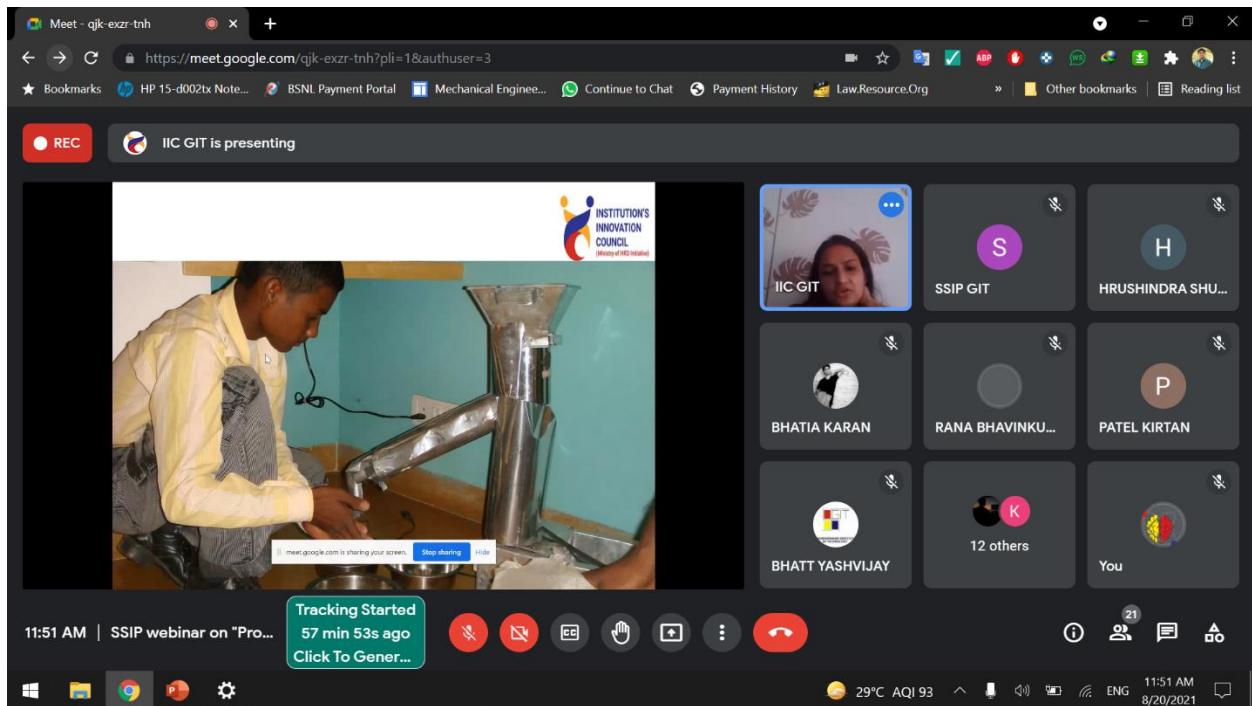 Meet - qjk-exzr-tnh
https://meet.google.com/qjk-exzr-tnh?pli=1&authuser=3
ABP
WS
Bookmarks
HP 15-d002tx Note...
BSNL Payment Portal
Mechanical Enginee...
Continue to Chat
Payment History
Law.Resource.Org
»
Other bookmarks
Reading list
REC
IIC GIT is presenting
INSTITUTION'S
INNOVATION
COUNCIL
(Ministry of HRD Initiative)
meet.google.com is sharing your screen.
Stop sharing
Hide
IIC GIT
S
SSIP GIT
H
HRUSHINDRA SHU...
BHATIA KARAN
RANA BHAVINKU...
P
PATEL KIRTAN
GIT
BHATT YASHVIJAY
K
12 others
You
11:51 AM | SSIP webinar on "Pro...
Tracking Started
57 min 53s ago
Click To Gener...
CC
21
29°C AQI 93
ENG
11:51 AM
8/20/2021